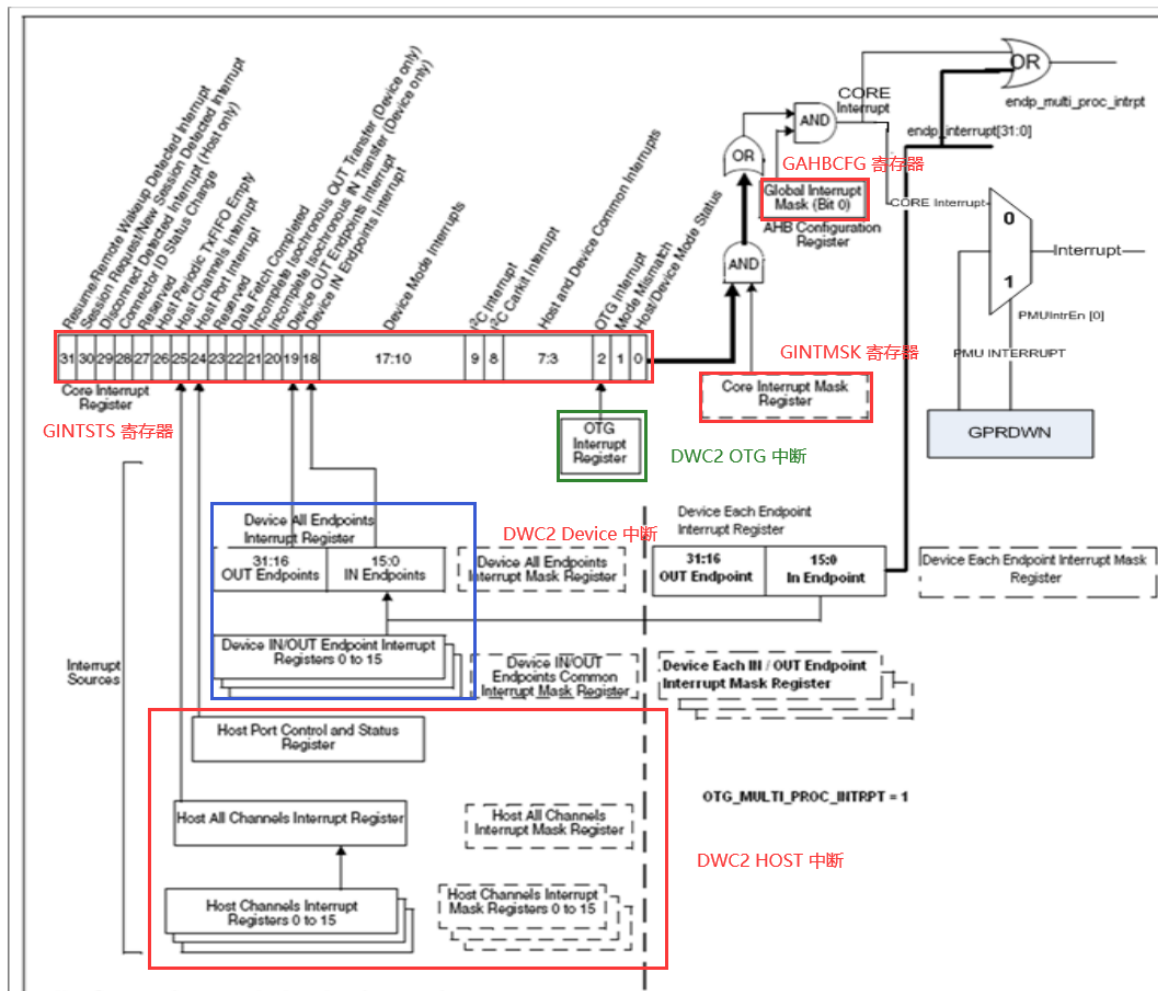 Resume/Remote Wakeup Detected Interrupt
Session Request/New Session Detected Interrupt
Disconnect Detected Interrupt (Host only)
Connector ID Status Change
Reserved
Host Periodic TxFIFO Empty
Host Channels Interrupt
Host Port Interrupt
Reserved
Data Fetch Completed
Incomplete Isochronous OUT Transfer (Device only)
Incomplete Isochronous IN Transfer (Device only)
Device OUT Endpoints Interrupt
Device IN Endpoints Interrupt
Device Mode Interrupts
I²C Interrupt
I²C Carkit Interrupt
Host and Device Common Interrupts
OTG Interrupt
Mode Mismatch
Host/Device Mode Status
31 30 29 28 27 26 25 24 23 22 21 20 19 18 17:10 9 8 7:3 2 1 0
Core Interrupt
Register
GINTSTS 寄存器
OR
endp_multi_proc_intrpt
CORE
Interrupt
AND
endp_interrupt[31:0]
OR
GAHBCFG 寄存器
Global Interrupt
Mask (Bit 0)
AHB Configuration
Register
CORE Interrupt
0
1
Interrupt
AND
PMUIntrEn [0]
PMU INTERRUPT
GINTMSK 寄存器
Core Interrupt Mask
Register
GPRDWN
OTG
Interrupt
Register
DWC2 OTG 中断
Interrupt
Sources
Device All Endpoints
Interrupt Register
31:16
OUT Endpoints
15:0
IN Endpoints
DWC2 Device 中断
Device All Endpoints
Interrupt Mask Register
Device Each Endpoint
Interrupt Register
31:16
OUT Endpoint
15:0
In Endpoint
Device Each Endpoint Interrupt Mask
Register
Device IN/OUT Endpoint Interrupt
Registers 0 to 15
Device IN/OUT
Endpoints Common
Interrupt Mask Register
Device Each IN / OUT Endpoint
Interrupt Mask Register
Host Port Control and Status
Register
Host All Channels Interrupt Register
Host All Channels
Interrupt Mask Register
OTG_MULTI_PROC_INTRPT = 1
DWC2 HOST 中断
Host Channels Interrupt
Registers 0 to 15
Host Channels Interrupt
Mask Registers 0 to 15